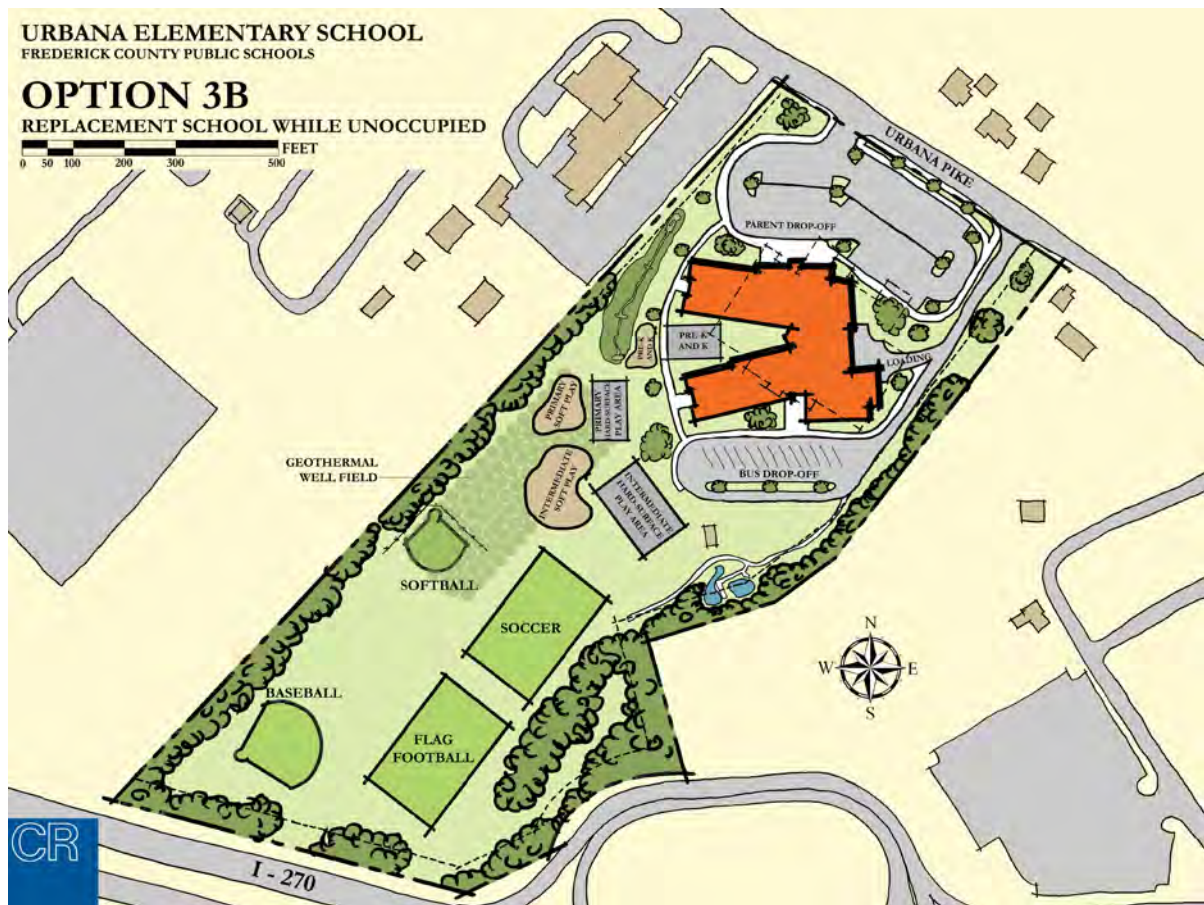 URBANA ELEMENTARY SCHOOL
FREDERICK COUNTY PUBLIC SCHOOLS
OPTION 3B
REPLACEMENT SCHOOL WHILE UNOCCUPIED
FEET
0 50 100 200 300 500
URBANA PIKE
PARENT DROP-OFF
PRE-K
AND K
PRE-K
AND K
LOADING
PRIMARY
SOFT PLAY
PRIMARY
HARD-SURFACE
PLAY AREA
GEOTHERMAL
WELL FIELD
INTERMEDIATE
SOFT PLAY
INTERMEDIATE
HARD-SURFACE
PLAY AREA
BUS DROP-OFF
SOFTBALL
SOCCER
BASEBALL
FLAG
FOOTBALL
N
W E
S
CR
I - 270